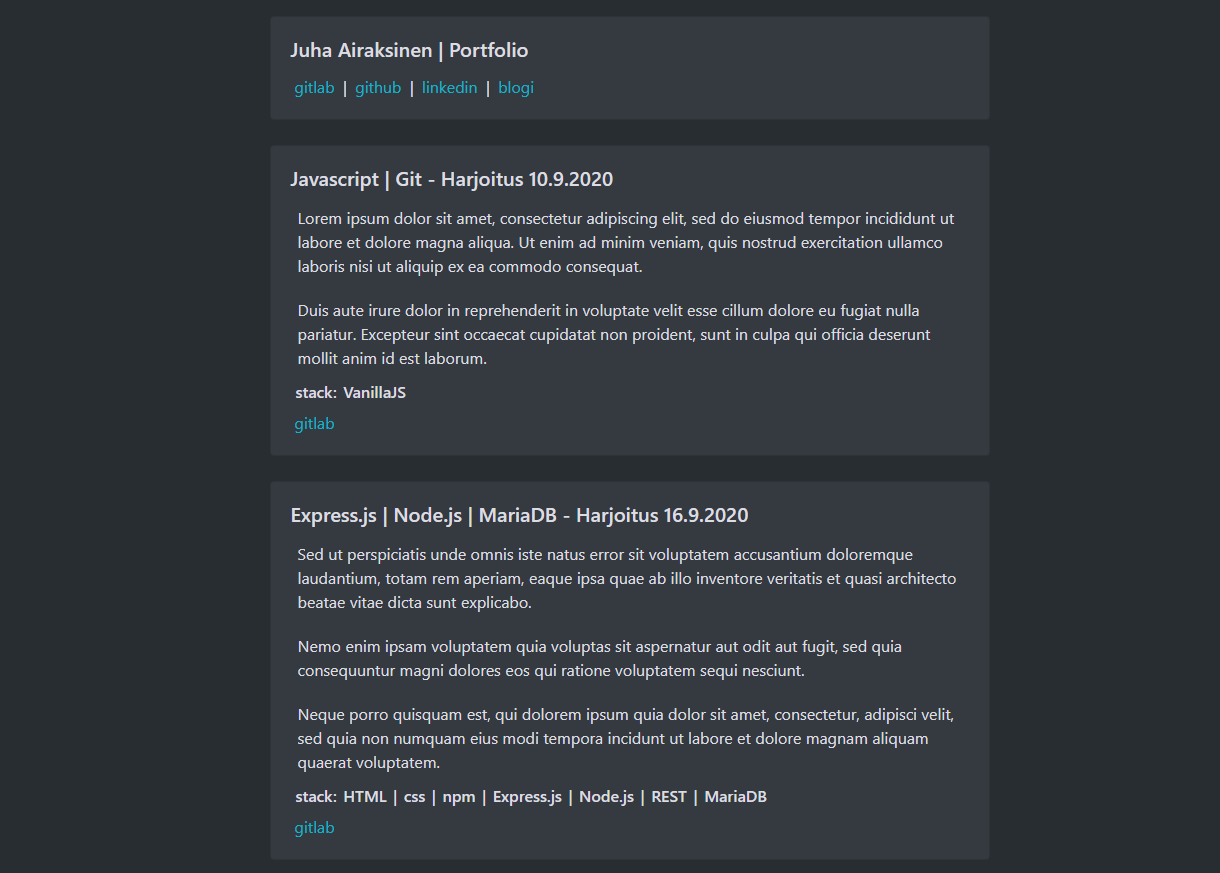 Juha Airaksinen | Portfolio
gitlab | github | linkedin | blogi
Javascript | Git - Harjoitus 10.9.2020
Lorem ipsum dolor sit amet, consectetur adipiscing elit, sed do eiusmod tempor incididunt ut
labore et dolore magna aliqua. Ut enim ad minim veniam, quis nostrud exercitation ullamco
laboris nisi ut aliquip ex ea commodo consequat.
Duis aute irure dolor in reprehenderit in voluptate velit esse cillum dolore eu fugiat nulla
pariatur. Excepteur sint occaecat cupidatat non proident, sunt in culpa qui officia deserunt
mollit anim id est laborum.
stack: VanillaJS
gitlab
Express.js | Node.js | MariaDB - Harjoitus 16.9.2020
Sed ut perspiciatis unde omnis iste natus error sit voluptatem accusantium doloremque
laudantium, totam rem aperiam, eaque ipsa quae ab illo inventore veritatis et quasi architecto
beatae vitae dicta sunt explicabo.
Nemo enim ipsam voluptatem quia voluptas sit aspernatur aut odit aut fugit, sed quia
consequuntur magni dolores eos qui ratione voluptatem sequi nesciunt.
Neque porro quisquam est, qui dolorem ipsum quia dolor sit amet, consectetur, adipisci velit,
sed quia non numquam eius modi tempora incidunt ut labore et dolore magnam aliquam
quaerat voluptatem.
stack: HTML | css | npm | Express.js | Node.js | REST | MariaDB
gitlab